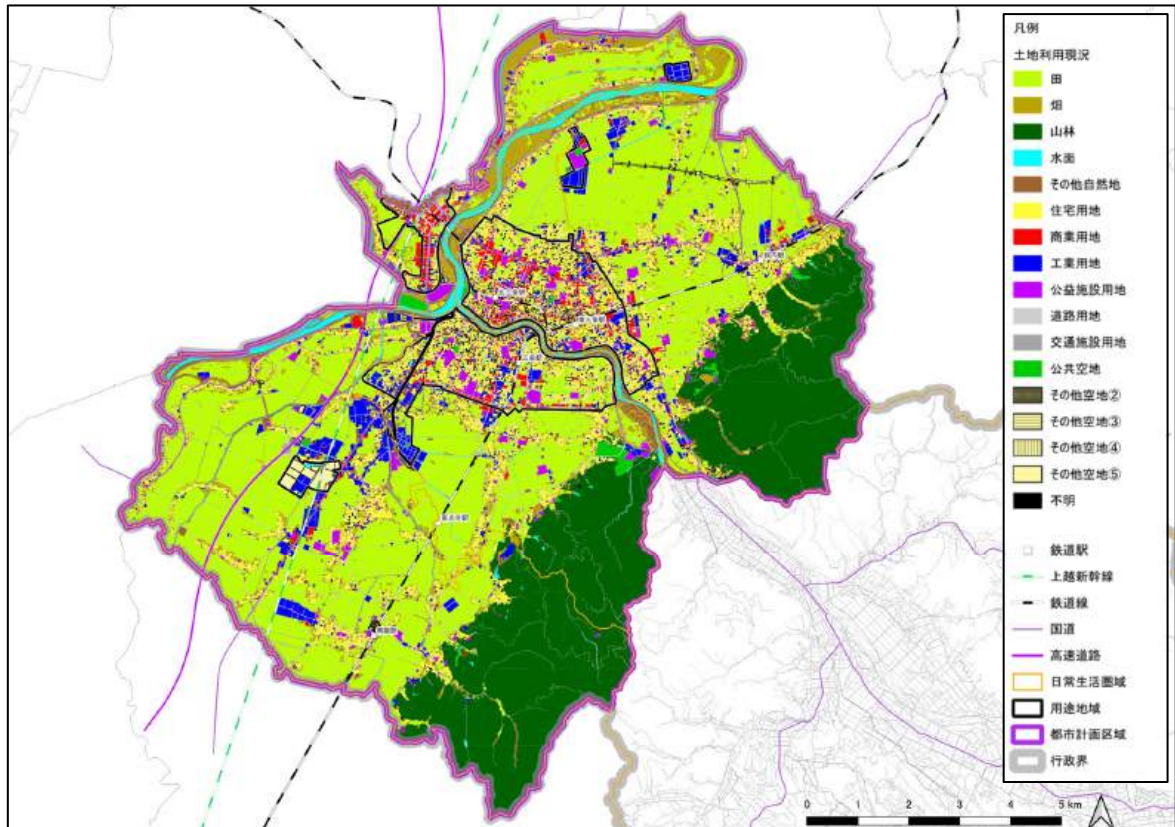 凡例
土地利用現況
田
畑
山林
水面
その他自然地
住宅用地
商業用地
工業用地
公益施設用地
道路用地
交通施設用地
公共空地
その他空地②
その他空地③
その他空地④
その他空地⑤
不明
鉄道駅
上越新幹線
鉄道線
国道
高速道路
日常生活圏域
用途地域
都市計画区域
行政界
0 1 2 3 4 5 km